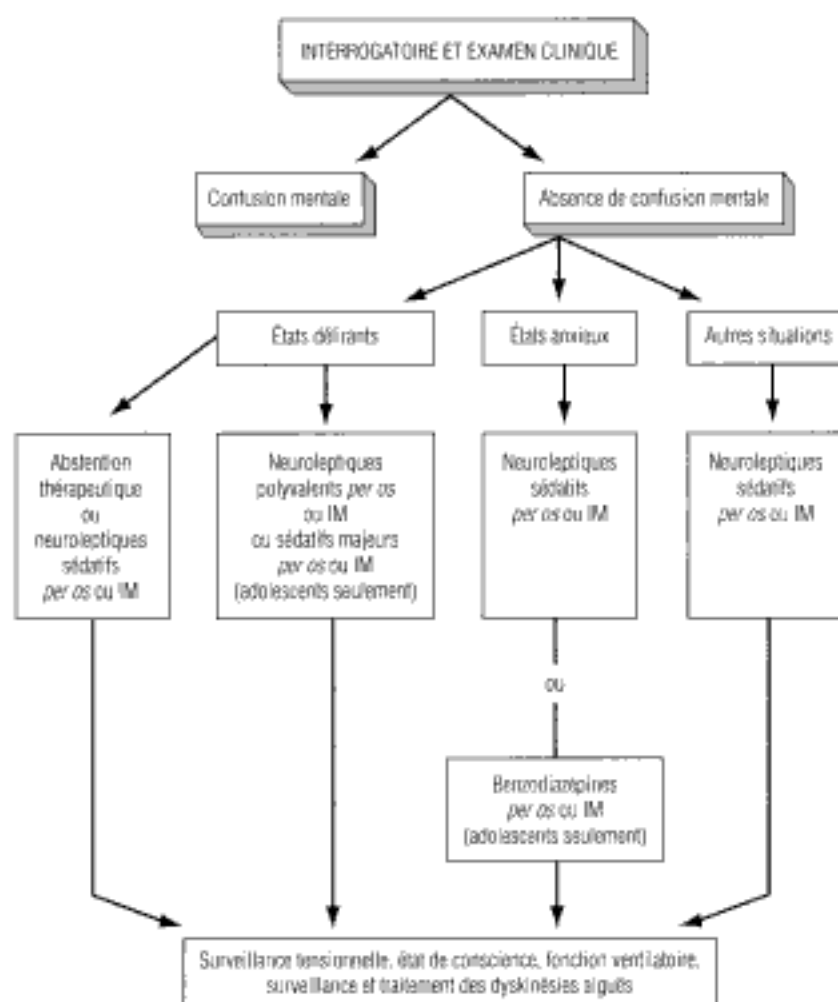 INTERROGATOIRE ET EXAMEN CLINIQUE
Confusion mentale
Absence de confusion mentale
États délirants
États anxieux
Autres situations
Abstention
thérapeutique
ou
neuroleptiques
sédatifs
per os ou IM
Neuroleptiques
polyvalents per os
ou IM
ou sédatifs majeurs
per os ou IM
(adolescents seulement)
Neuroleptiques
sédatifs
per os ou IM
Neuroleptiques
sédatifs
per os ou IM
ou
Benzodiazépines
per os ou IM
(adolescents seulement)
Surveillance tensionnelle, état de conscience, fonction ventilatoire,
surveillance et traitement des dyskinésies aiguës